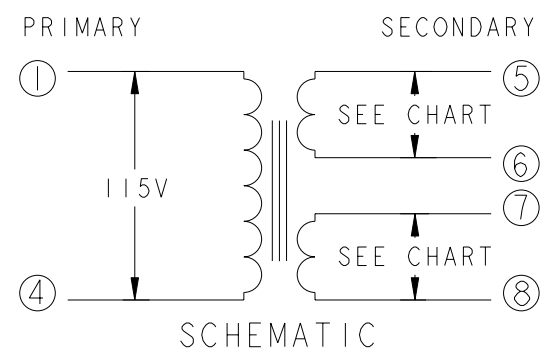 PRIMARY SECONDARY
1 5
SEE CHART
6
115V
7
SEE CHART
4 8
SCHEMATIC